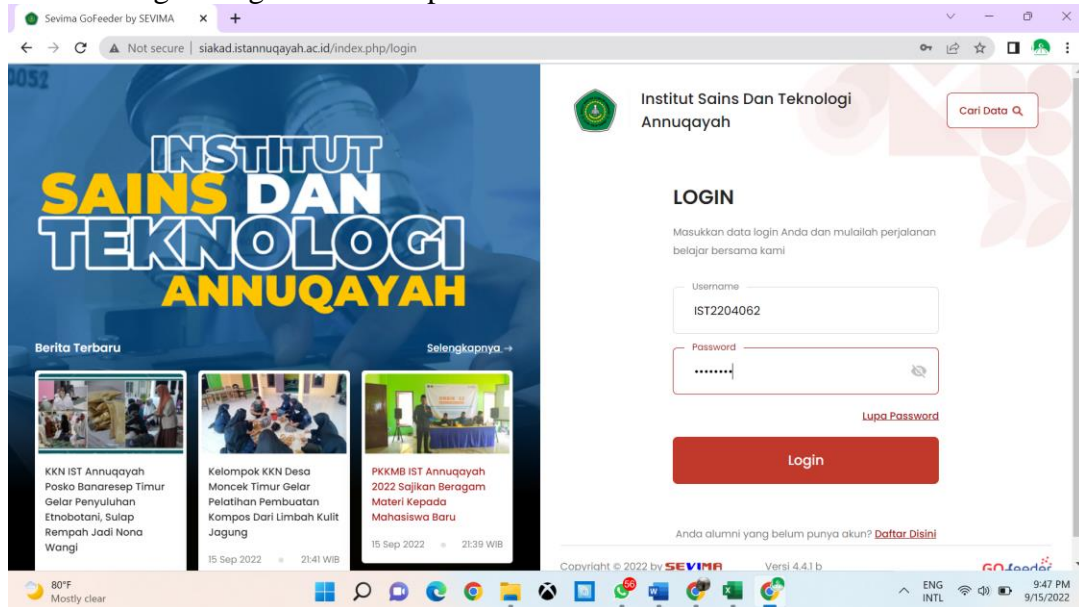 Sevima GoFeeder by SEVIMA
Not secure | siakad.istannuqayah.ac.id/index.php/login
0052
INSTITUT
SAINS DAN
TEKNOLOGI
ANNUQAYAH
Berita Terbaru
Selengkapnya →
KKN IST Annuqayah
Posko Banaresep Timur
Gelar Penyuluhan
Etnobotani, Sulap
Rempah Jadi Nona
Wangi
Kelompok KKN Desa
Moncek Timur Gelar
Pelatihan Pembuatan
Kompos Dari Limbah Kulit
Jagung
15 Sep 2022 21:41 WIB
PKKMB IST Annuqayah
2022 Sajikan Beragam
Materi Kepada
Mahasiswa Baru
15 Sep 2022 21:39 WIB
Institut Sains Dan Teknologi
Annuqayah
Cari Data
LOGIN
Masukkan data login Anda dan mulailah perjalanan
belajar bersama kami
Username
IST2204062
Password
••••••••
Lupa Password
Login
Anda alumni yang belum punya akun? Daftar Disini
Copyright © 2022 by SEVIMA Versi 4.4.1 b
GOfeeder
80°F
Mostly clear
56
ENG
INTL
9:47 PM
9/15/2022